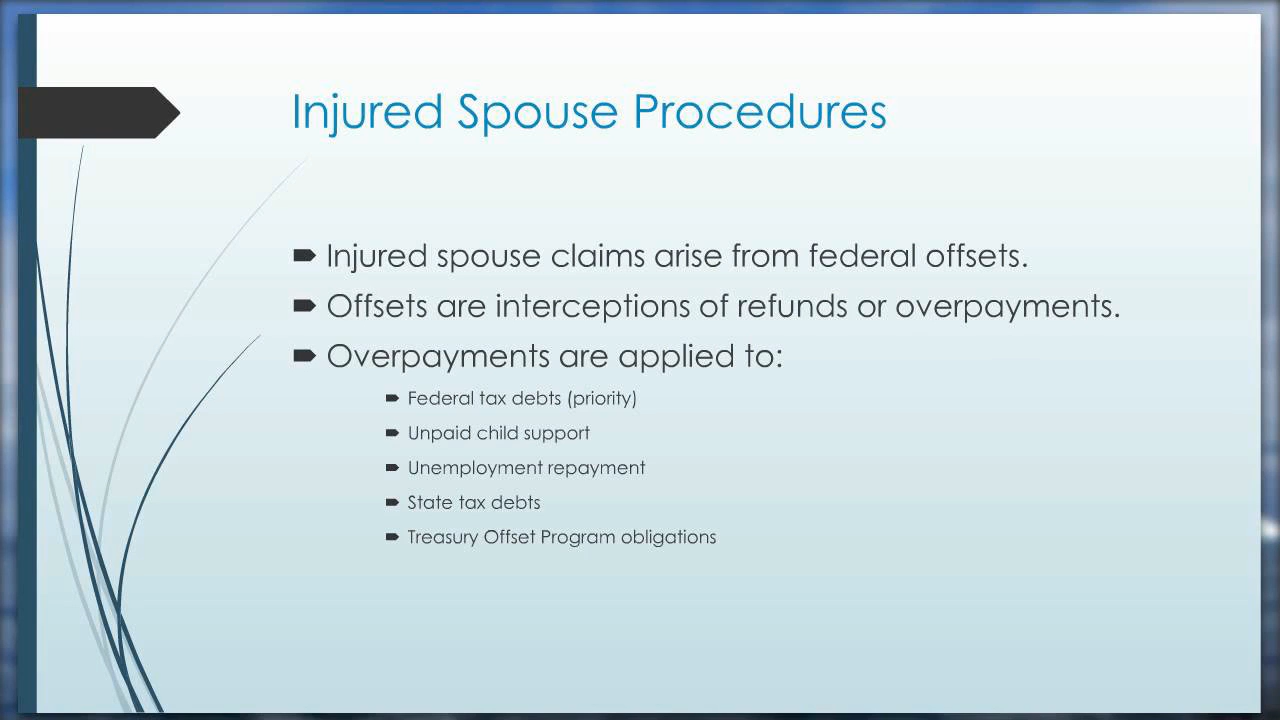 Injured Spouse Procedures
Injured spouse claims arise from federal offsets.
Offsets are interceptions of refunds or overpayments.
Overpayments are applied to:
Federal tax debts (priority)
Unpaid child support
Unemployment repayment
State tax debts
Treasury Offset Program obligations